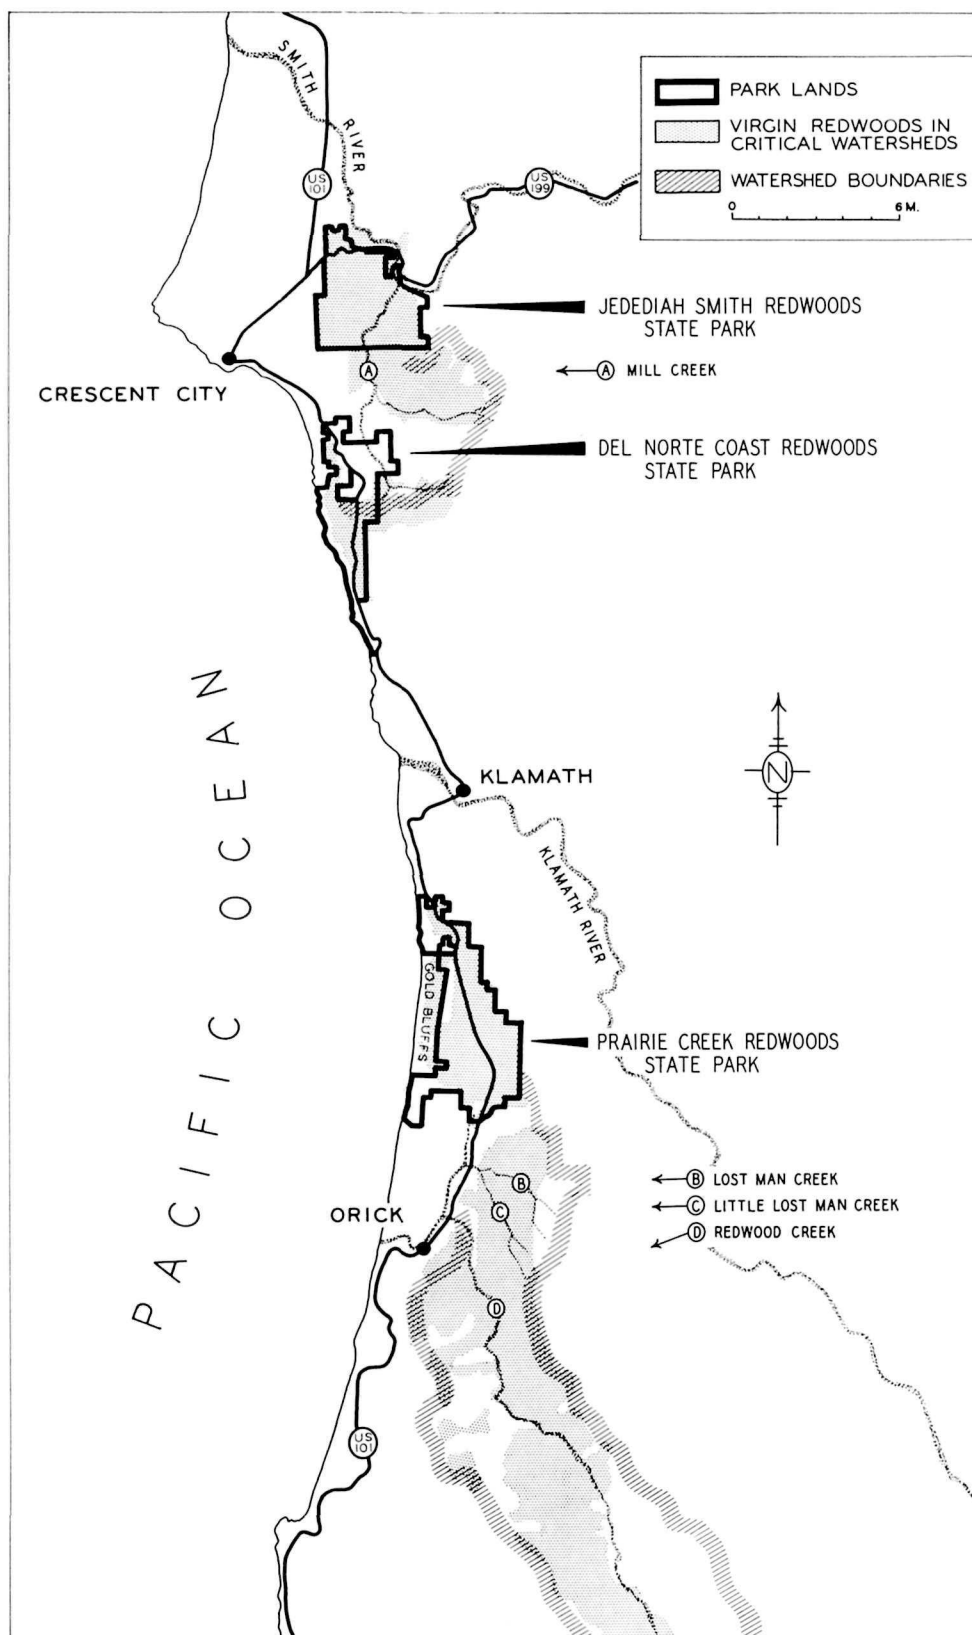 SMITH
RIVER
US
101
US
199
PARK LANDS
VIRGIN REDWOODS IN
CRITICAL WATERSHEDS
WATERSHED BOUNDARIES
0 6 M.
JEDEDIAH SMITH REDWOODS
STATE PARK
A
A MILL CREEK
CRESCENT CITY
DEL NORTE COAST REDWOODS
STATE PARK
PACIFIC OCEAN
KLAMATH
N
KLAMATH RIVER
GOLD BLUFFS
PRAIRIE CREEK REDWOODS
STATE PARK
B
C
B LOST MAN CREEK
C LITTLE LOST MAN CREEK
D REDWOOD CREEK
ORICK
D
US
101